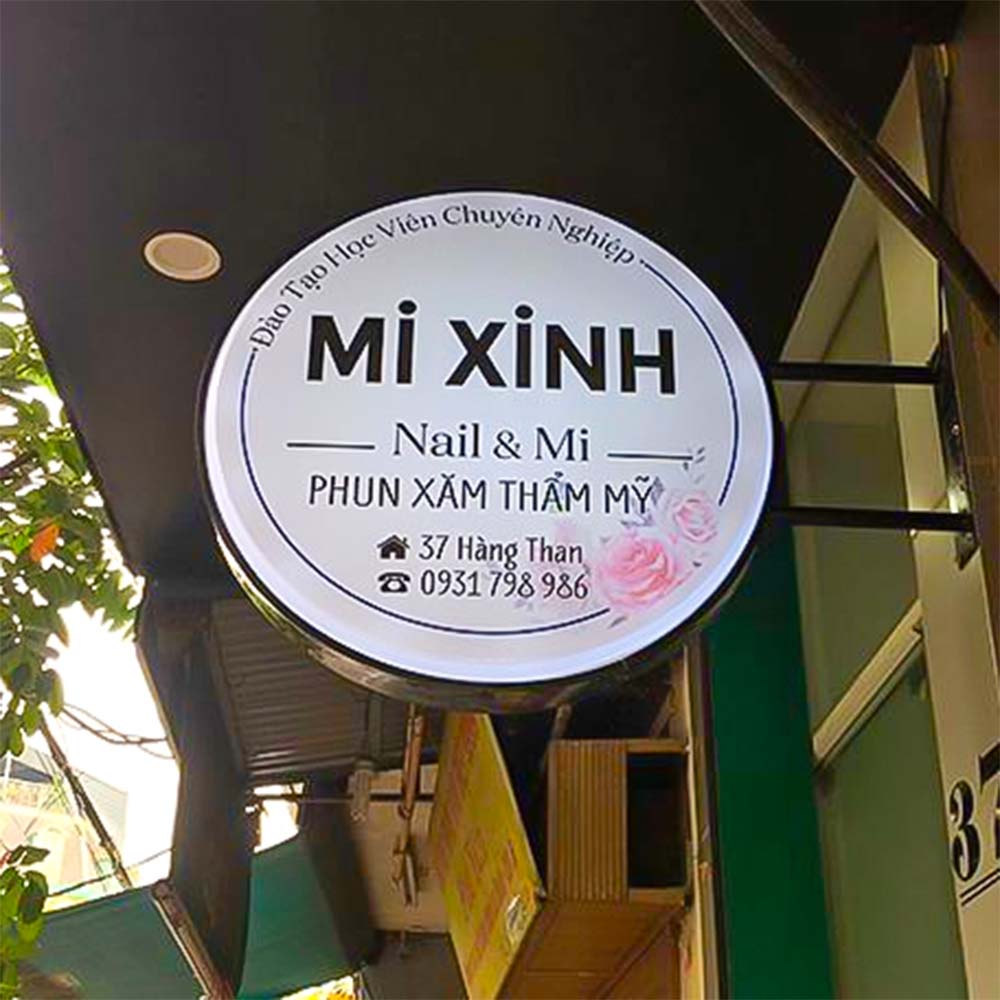 Đào Tạo Học Viên Chuyên Nghiệp
Mi XiNH
Nail & Mi
PHUN XĂM THẨM MỸ
37 Hàng Than
0931 798 986
37